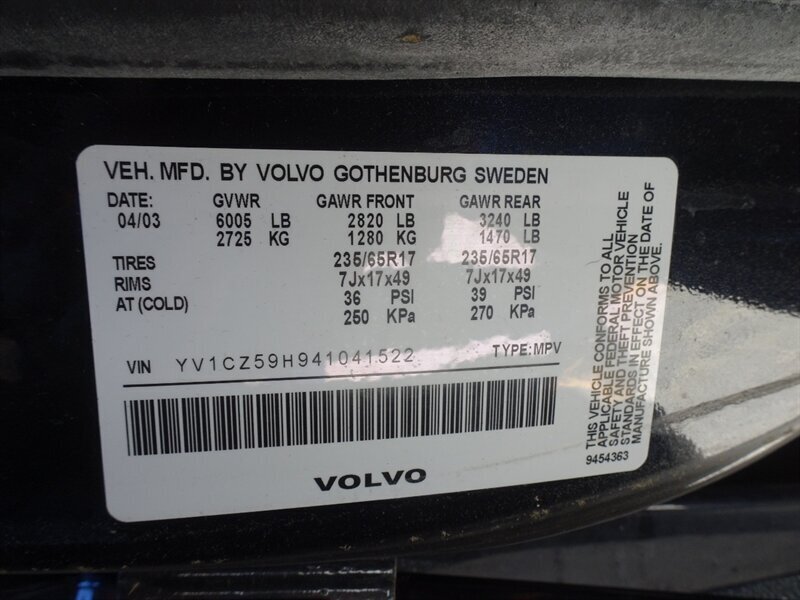 VEH. MFD. BY VOLVO GOTHENBURG SWEDEN
DATE: GVWR GAWR FRONT GAWR REAR
04/03 6005 LB 2820 LB 3240 LB
2725 KG 1280 KG 1470 LB
TIRES 235/65R17 235/65R17
RIMS 7Jx17x49 7Jx17x49
AT (COLD) 36 PSI 39 PSI
250 KPa 270 KPa
VIN YV1CZ59H941041522 TYPE:MPV
VOLVO
THIS VEHICLE CONFORMS TO ALL
APPLICABLE FEDERAL MOTOR VEHICLE
SAFETY AND THEFT PREVENTION
STANDARDS IN EFFECT ON THE DATE OF
MANUFACTURE SHOWN ABOVE.
9454363